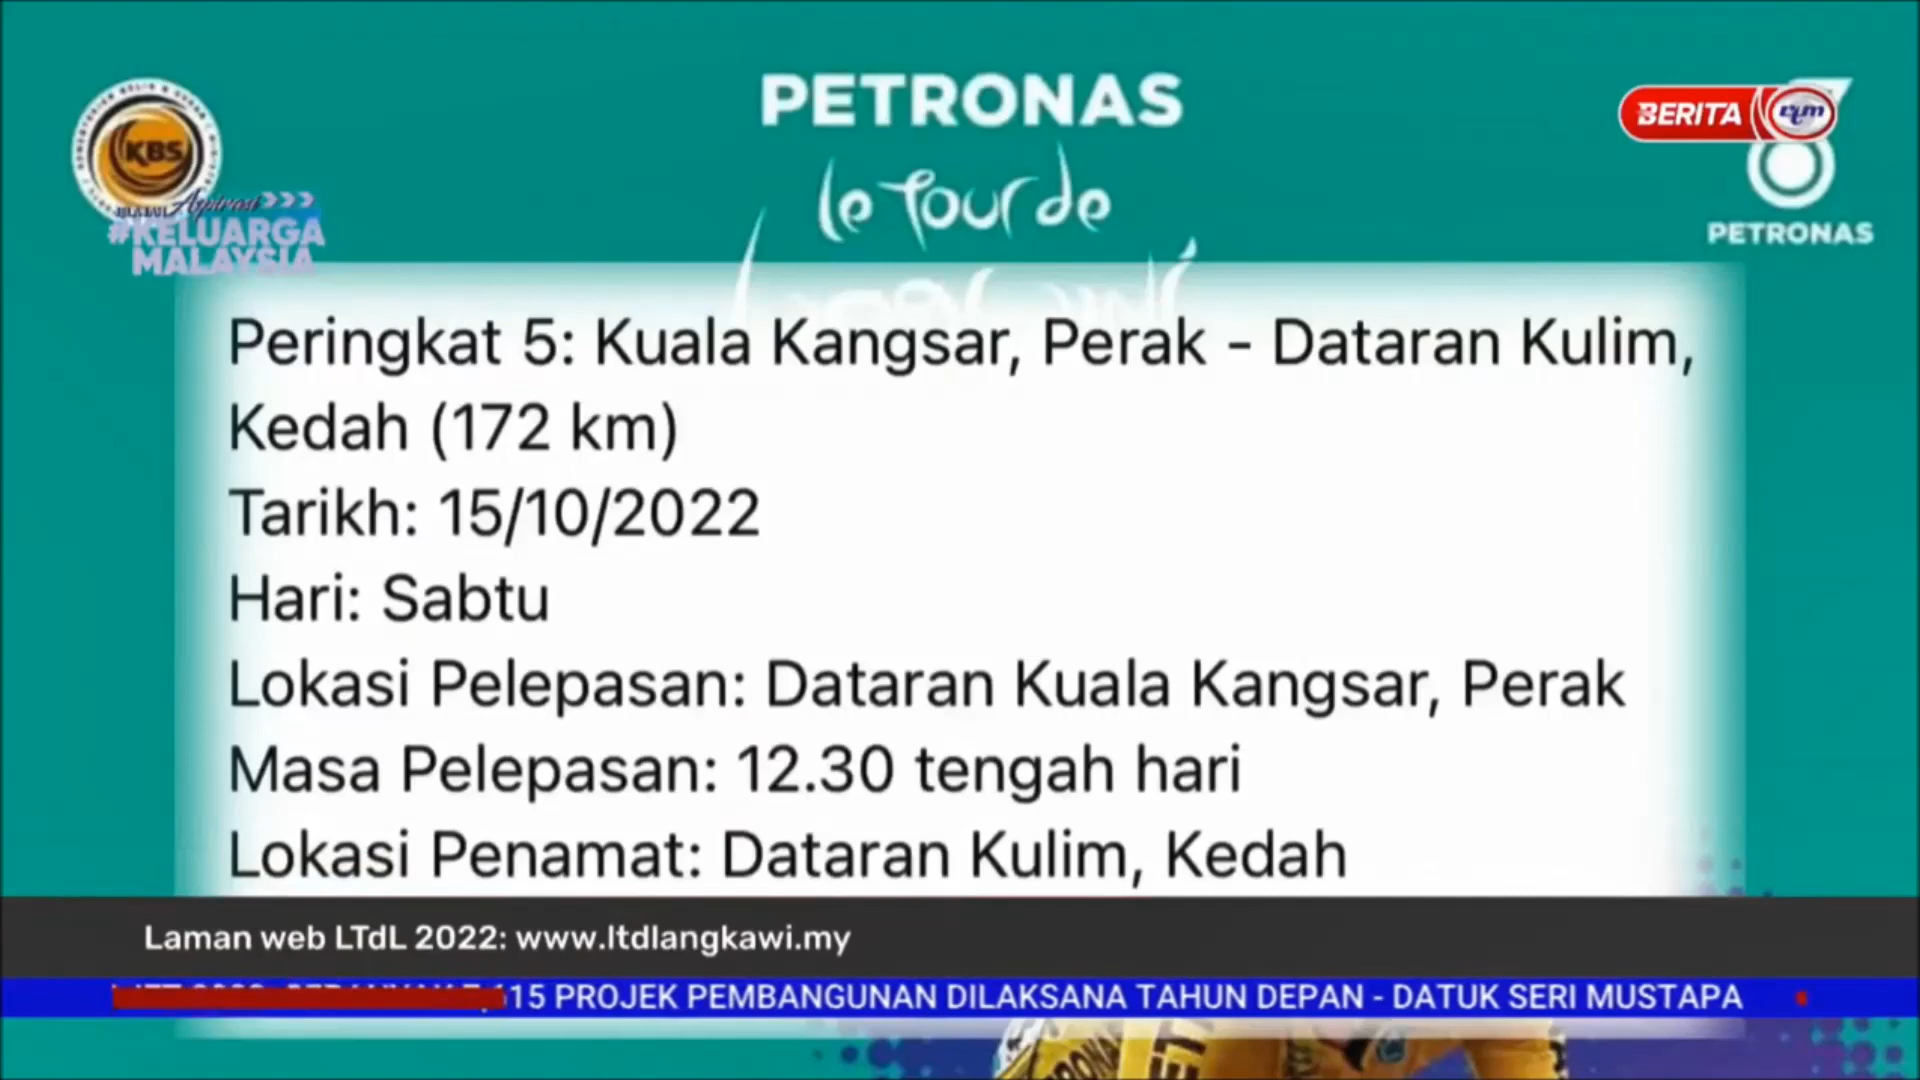 PETRONAS
le Tour de
KBS
BERITA rtm
Aspirasi
#KELUARGA
MALAYSIA
PETRONAS
Peringkat 5: Kuala Kangsar, Perak - Dataran Kulim,
Kedah (172 km)
Tarikh: 15/10/2022
Hari: Sabtu
Lokasi Pelepasan: Dataran Kuala Kangsar, Perak
Masa Pelepasan: 12.30 tengah hari
Lokasi Penamat: Dataran Kulim, Kedah
Laman web LTdL 2022: www.ltdlangkawi.my
15 PROJEK PEMBANGUNAN DILAKSANA TAHUN DEPAN - DATUK SERI MUSTAPA